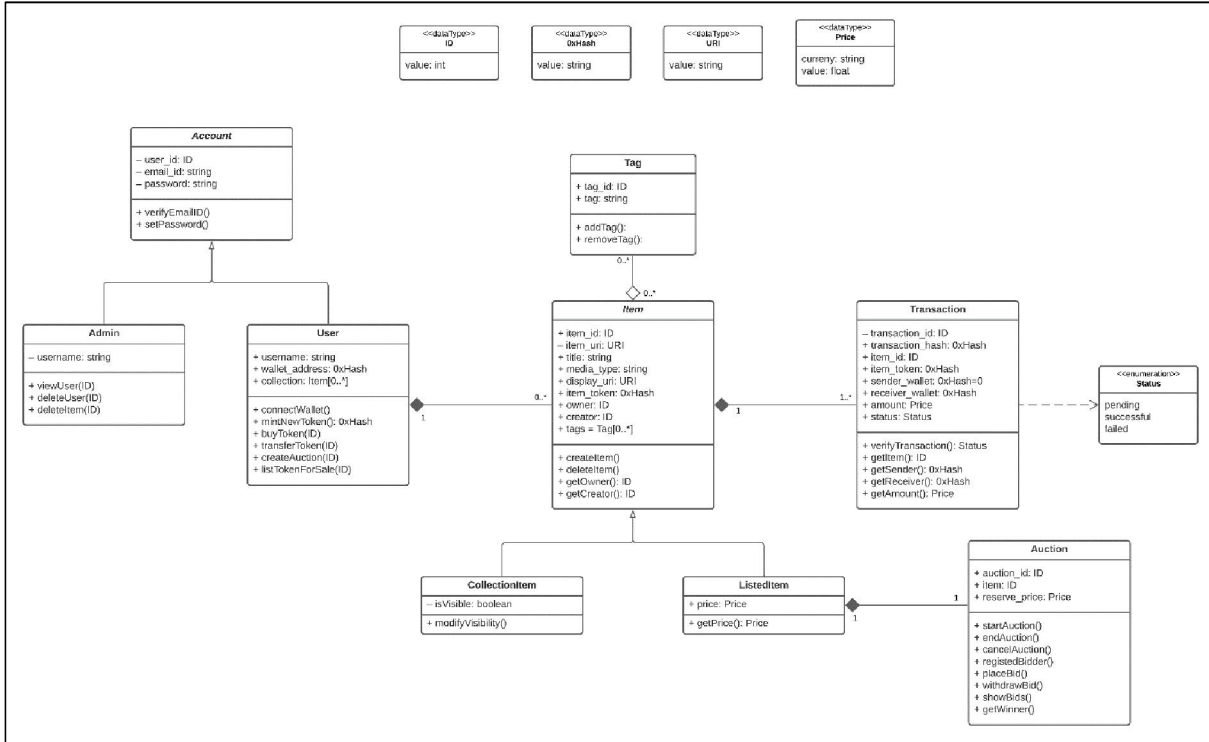 <<dataType>>
ID
value: int
<<dataType>>
0xHash
value: string
<<dataType>>
URI
value: string
<<dataType>>
Price
curreny: string
value: float
Account
– user_id: ID
– email_id: string
– password: string
+ verifyEmailID()
+ setPassword()
Tag
+ tag_id: ID
+ tag: string
+ addTag():
+ removeTag():
0..*
0..*
Admin
– username: string
+ viewUser(ID)
+ deleteUser(ID)
+ deleteItem(ID)
User
+ username: string
+ wallet_address: 0xHash
+ collection: Item[0..*]
+ connectWallet()
+ mintNewToken(): 0xHash
+ buyToken(ID)
+ transferToken(ID)
+ createAuction(ID)
+ listTokenForSale(ID)
1
0..*
Item
+ item_id: ID
– item_uri: URI
+ title: string
+ media_type: string
+ display_uri: URI
+ item_token: 0xHash
+ owner: ID
+ creator: ID
+ tags = Tag[0..*]
+ createItem()
+ deleteItem()
+ getOwner(): ID
+ getCreator(): ID
1
1..*
Transaction
– transaction_id: ID
+ transaction_hash: 0xHash
+ item_id: ID
+ item_token: 0xHash
+ sender_wallet: 0xHash=0
+ receiver_wallet: 0xHash
+ amount: Price
+ status: Status
+ verifyTransaction(): Status
+ getItem(): ID
+ getSender(): 0xHash
+ getReceiver(): 0xHash
+ getAmount(): Price
<<enumeration>>
Status
pending
successful
failed
CollectionItem
– isVisible: boolean
+ modifyVisibility()
ListedItem
+ price: Price
+ getPrice(): Price
1
1
Auction
+ auction_id: ID
+ item: ID
+ reserve_price: Price
+ startAuction()
+ endAuction()
+ cancelAuction()
+ registedBidder()
+ placeBid()
+ withdrawBid()
+ showBids()
+ getWinner()